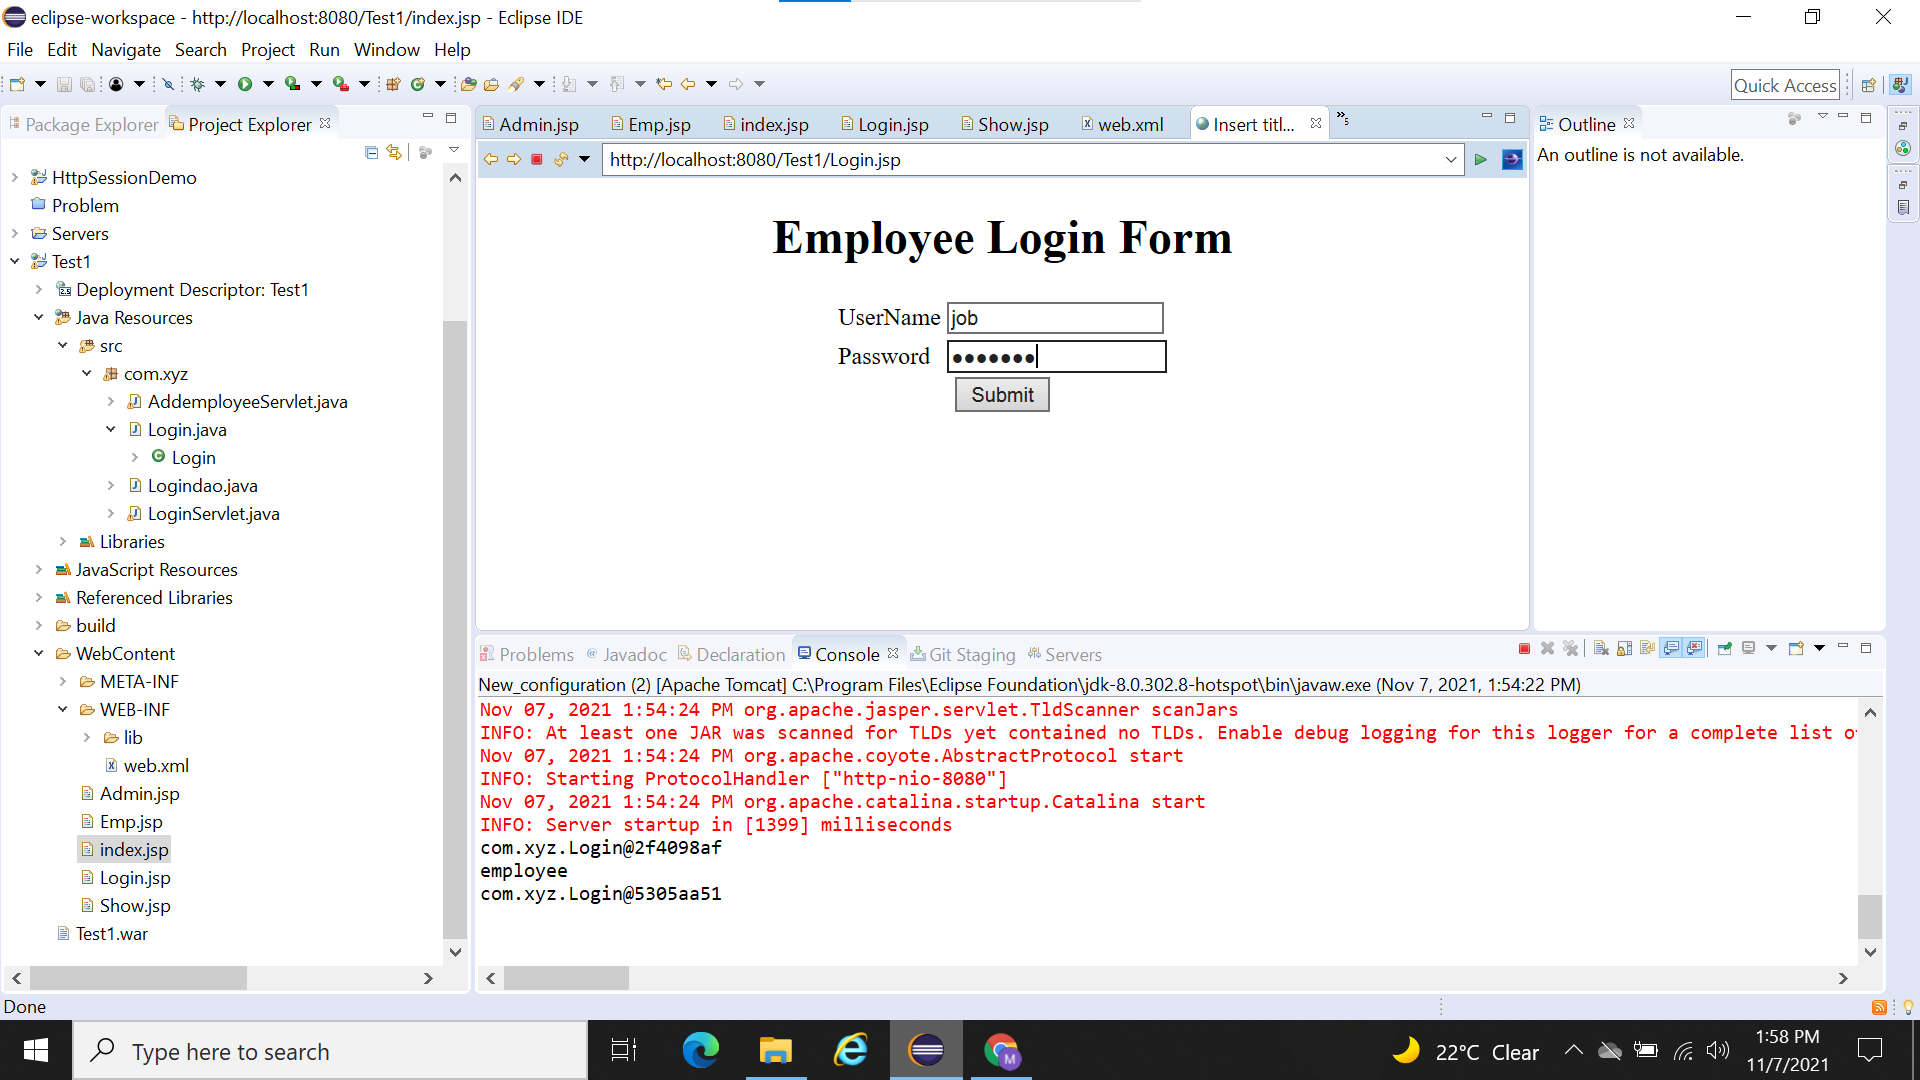 eclipse-workspace - http://localhost:8080/Test1/index.jsp - Eclipse IDE
File Edit Navigate Search Project Run Window Help
Quick Access
Package Explorer Project Explorer
HttpSessionDemo
Problem
Servers
Test1
Deployment Descriptor: Test1
Java Resources
src
com.xyz
AddemployeeServlet.java
Login.java
Login
Logindao.java
LoginServlet.java
Libraries
JavaScript Resources
Referenced Libraries
build
WebContent
META-INF
WEB-INF
lib
web.xml
Admin.jsp
Emp.jsp
index.jsp
Login.jsp
Show.jsp
Test1.war
Admin.jsp Emp.jsp index.jsp Login.jsp Show.jsp web.xml Insert titl... »5
http://localhost:8080/Test1/Login.jsp
Employee Login Form
UserName job
Password •••••••
Submit
Outline
An outline is not available.
Problems @ Javadoc Declaration Console Git Staging Servers
New_configuration (2) [Apache Tomcat] C:\Program Files\Eclipse Foundation\jdk-8.0.302.8-hotspot\bin\javaw.exe (Nov 7, 2021, 1:54:22 PM)
Nov 07, 2021 1:54:24 PM org.apache.jasper.servlet.TldScanner scanJars
INFO: At least one JAR was scanned for TLDs yet contained no TLDs. Enable debug logging for this logger for a complete list o
Nov 07, 2021 1:54:24 PM org.apache.coyote.AbstractProtocol start
INFO: Starting ProtocolHandler ["http-nio-8080"]
Nov 07, 2021 1:54:24 PM org.apache.catalina.startup.Catalina start
INFO: Server startup in [1399] milliseconds
com.xyz.Login@2f4098af
employee
com.xyz.Login@5305aa51
Done
Type here to search
M
22°C Clear
1:58 PM
11/7/2021